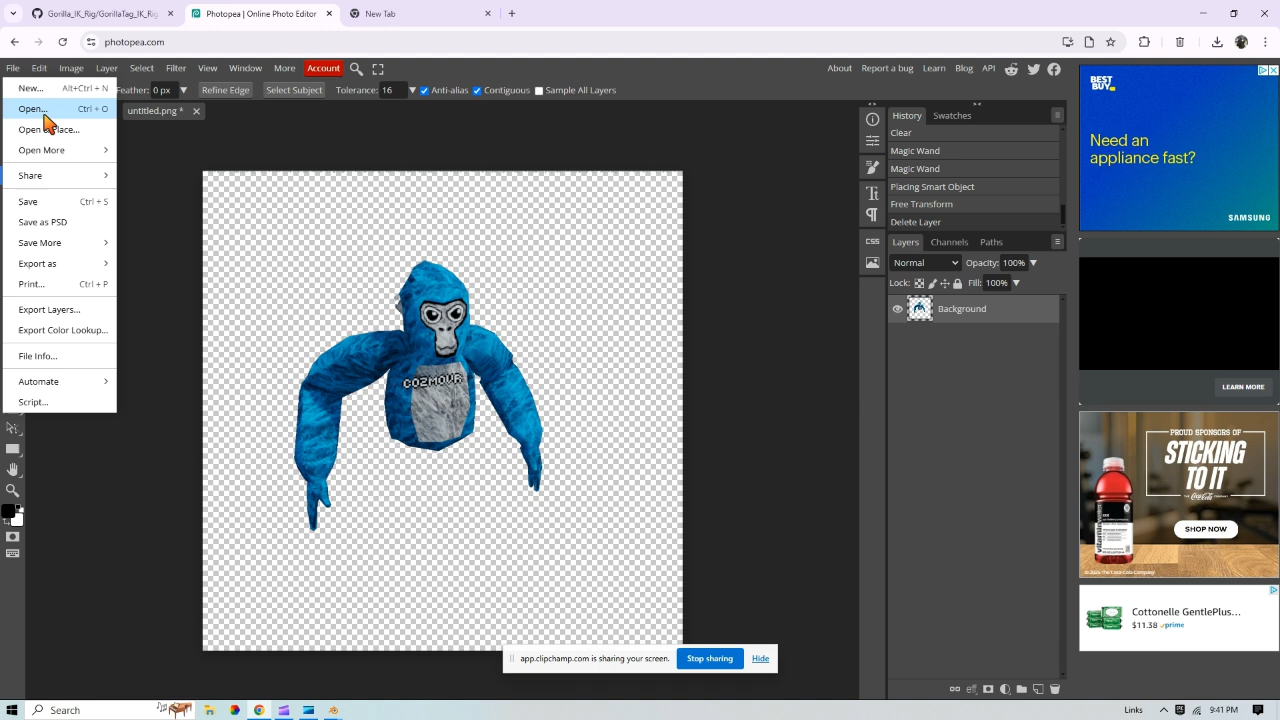 Gorilla_IK_Rig/GorillaTag_IK_Rig
Photopea | Online Photo Editor
New Tab
photopea.com
File Edit Image Layer Select Filter View Window More Account
About Report a bug Learn Blog API
Feather: 0 px Refine Edge Select Subject Tolerance: 16 Anti-alias Contiguous Sample All Layers
untitled.png *
New... Alt+Ctrl + N
Open... Ctrl + O
Open & Place...
Open More
Share
Save Ctrl + S
Save as PSD
Save More
Export as
Print... Ctrl + P
Export Layers...
Export Color Lookup...
File Info...
Automate
Script...
COZMOVR
History Swatches
Clear
Magic Wand
Magic Wand
Placing Smart Object
Free Transform
Delete Layer
CSS
Layers Channels Paths
Normal Opacity: 100%
Lock: Fill: 100%
Background
eff
BEST BUY
Need an
appliance fast?
SAMSUNG
LEARN MORE
PROUD SPONSORS OF
STICKING
TO IT
SHOP NOW
Cottonelle GentlePlus...
$11.38 prime
app.clipchamp.com is sharing your screen. Stop sharing Hide
Search
Links
9:41 PM